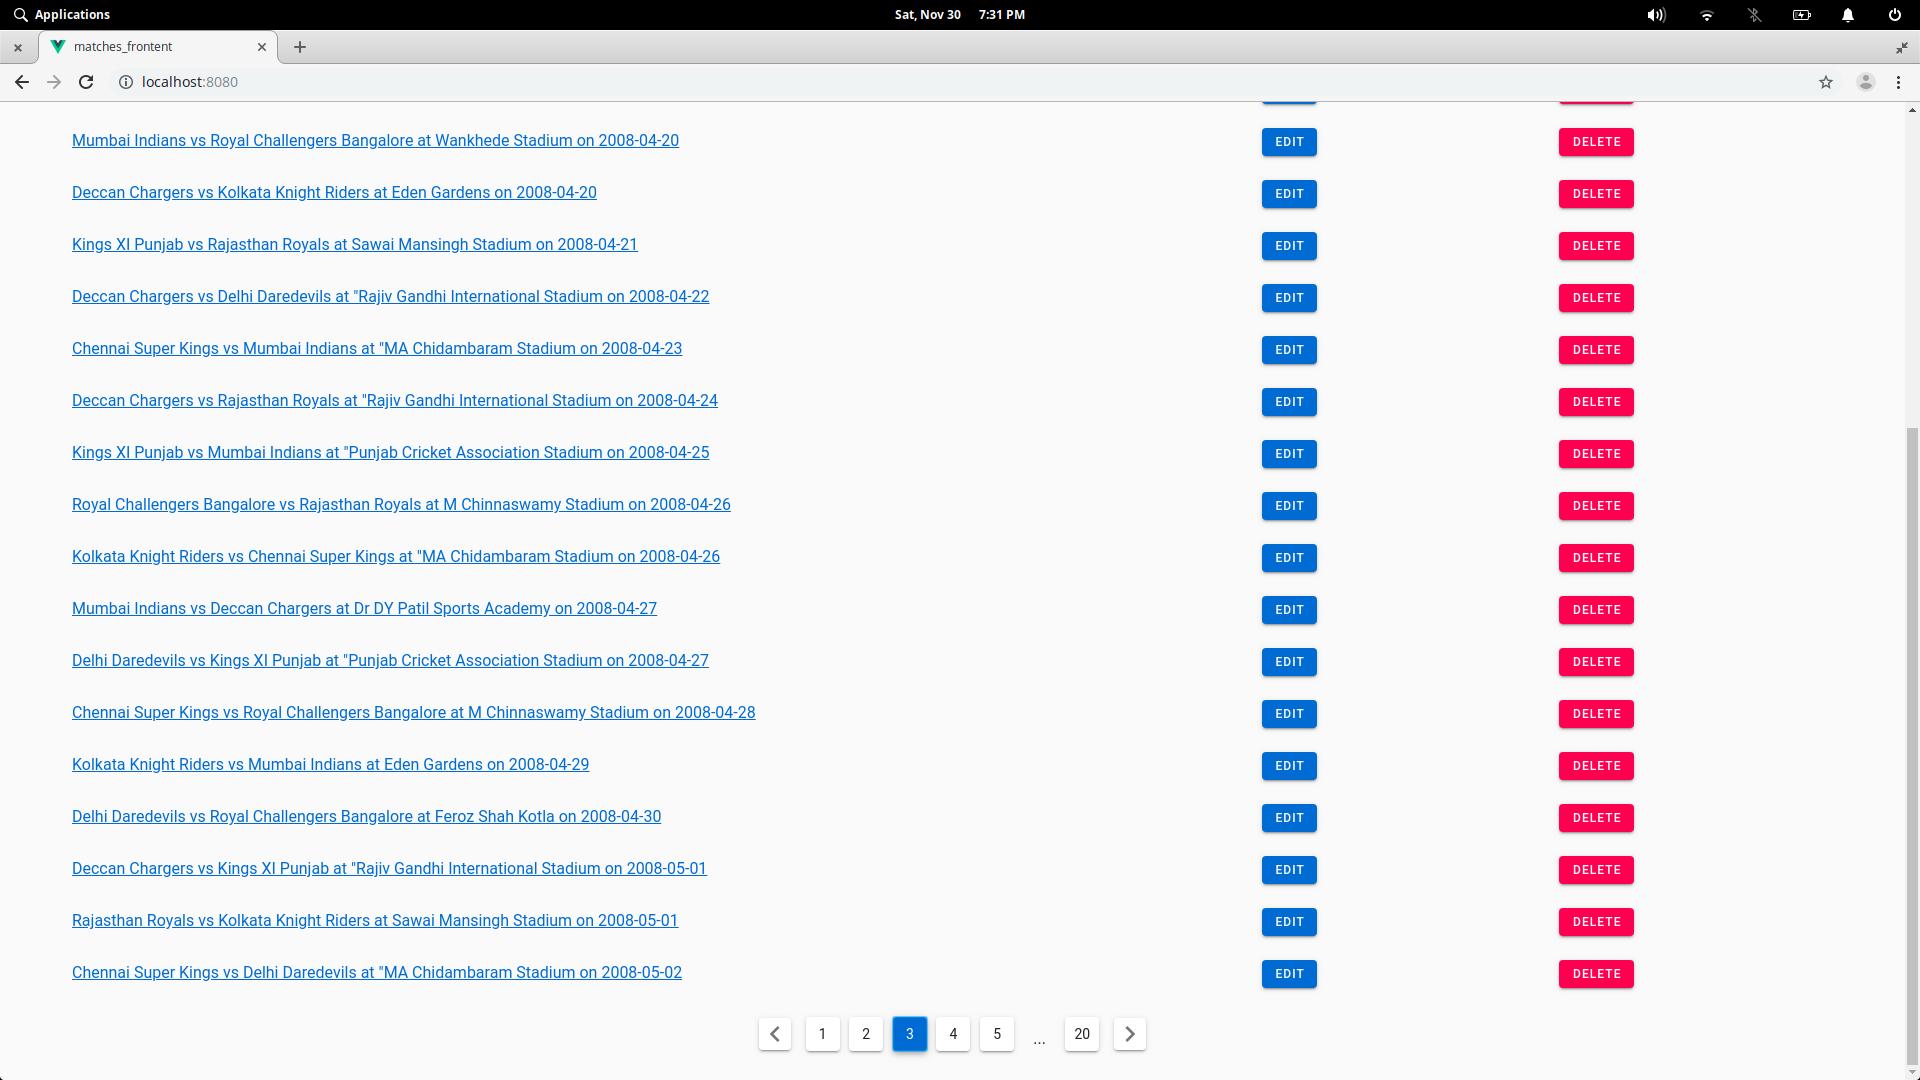 Applications
Sat, Nov 30 7:31 PM
matches_frontent
localhost:8080
Mumbai Indians vs Royal Challengers Bangalore at Wankhede Stadium on 2008-04-20 EDIT DELETE
Deccan Chargers vs Kolkata Knight Riders at Eden Gardens on 2008-04-20 EDIT DELETE
Kings XI Punjab vs Rajasthan Royals at Sawai Mansingh Stadium on 2008-04-21 EDIT DELETE
Deccan Chargers vs Delhi Daredevils at "Rajiv Gandhi International Stadium on 2008-04-22 EDIT DELETE
Chennai Super Kings vs Mumbai Indians at "MA Chidambaram Stadium on 2008-04-23 EDIT DELETE
Deccan Chargers vs Rajasthan Royals at "Rajiv Gandhi International Stadium on 2008-04-24 EDIT DELETE
Kings XI Punjab vs Mumbai Indians at "Punjab Cricket Association Stadium on 2008-04-25 EDIT DELETE
Royal Challengers Bangalore vs Rajasthan Royals at M Chinnaswamy Stadium on 2008-04-26 EDIT DELETE
Kolkata Knight Riders vs Chennai Super Kings at "MA Chidambaram Stadium on 2008-04-26 EDIT DELETE
Mumbai Indians vs Deccan Chargers at Dr DY Patil Sports Academy on 2008-04-27 EDIT DELETE
Delhi Daredevils vs Kings XI Punjab at "Punjab Cricket Association Stadium on 2008-04-27 EDIT DELETE
Chennai Super Kings vs Royal Challengers Bangalore at M Chinnaswamy Stadium on 2008-04-28 EDIT DELETE
Kolkata Knight Riders vs Mumbai Indians at Eden Gardens on 2008-04-29 EDIT DELETE
Delhi Daredevils vs Royal Challengers Bangalore at Feroz Shah Kotla on 2008-04-30 EDIT DELETE
Deccan Chargers vs Kings XI Punjab at "Rajiv Gandhi International Stadium on 2008-05-01 EDIT DELETE
Rajasthan Royals vs Kolkata Knight Riders at Sawai Mansingh Stadium on 2008-05-01 EDIT DELETE
Chennai Super Kings vs Delhi Daredevils at "MA Chidambaram Stadium on 2008-05-02 EDIT DELETE
1 2 3 4 5 ... 20